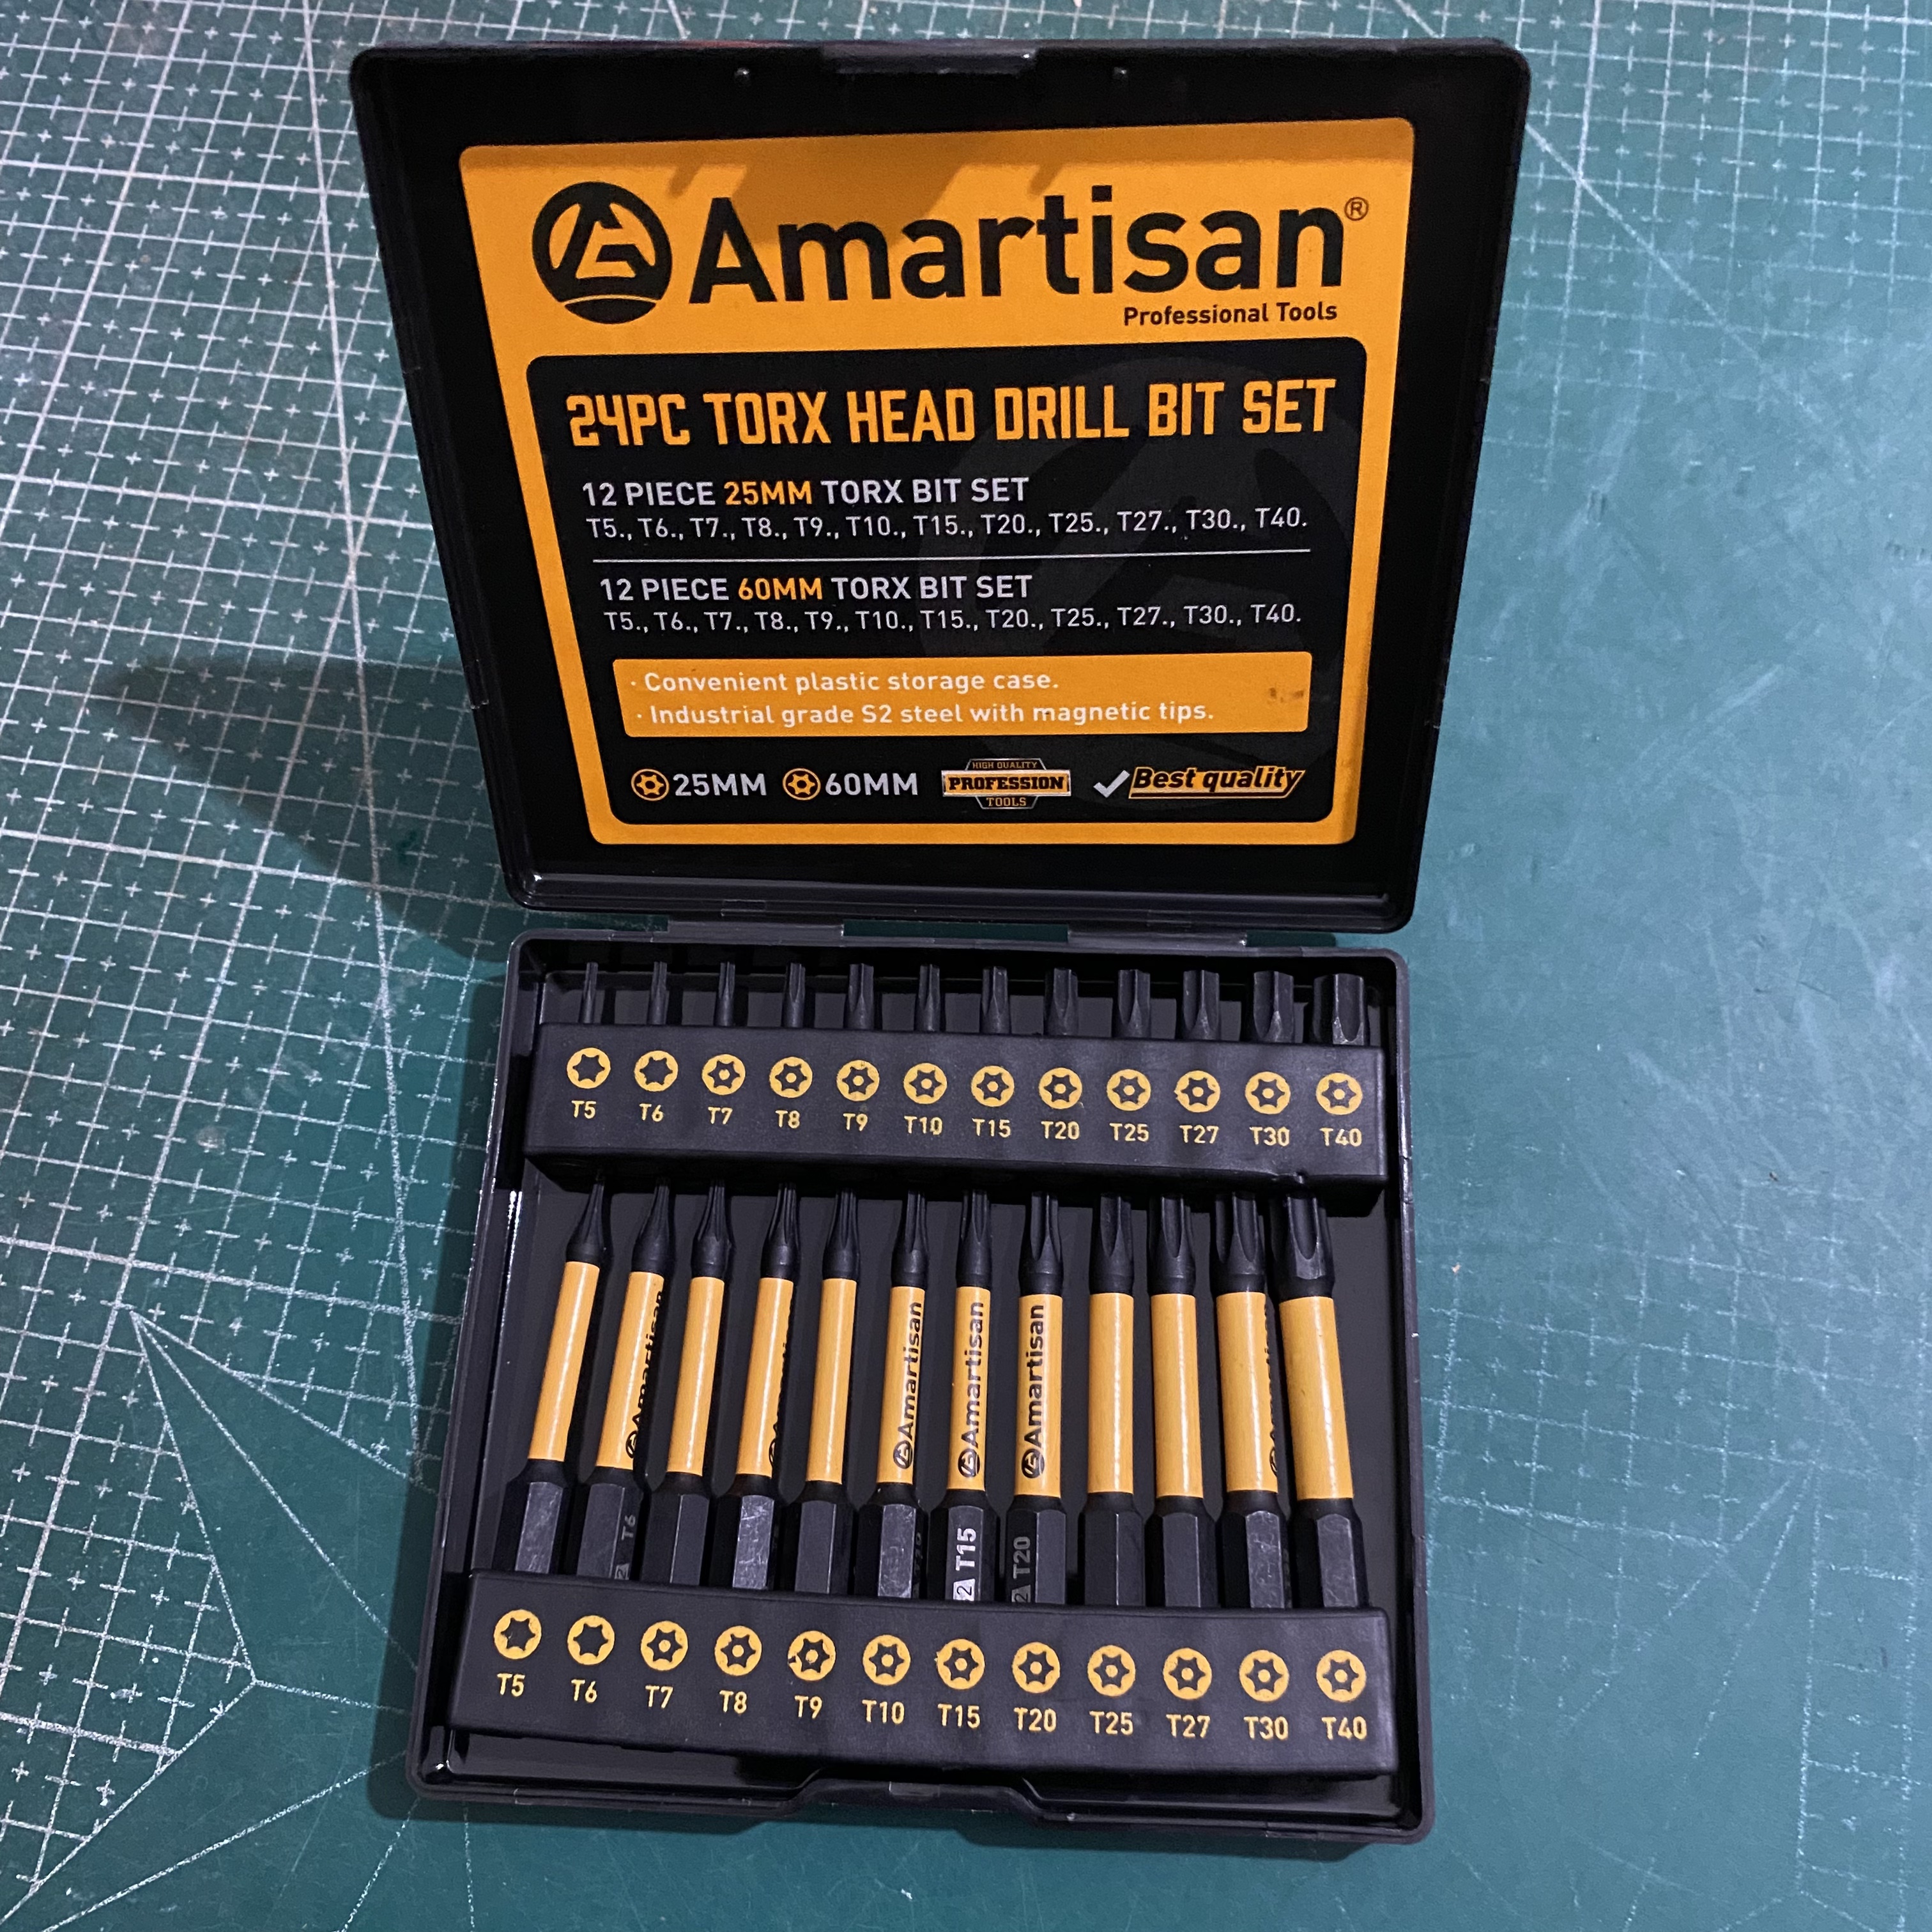 Amartisan®
Professional Tools
24PC TORX HEAD DRILL BIT SET
12 PIECE 25MM TORX BIT SET
T5., T6., T7., T8., T9., T10., T15., T20., T25., T27., T30., T40.
12 PIECE 60MM TORX BIT SET
T5., T6., T7., T8., T9., T10., T15., T20., T25., T27., T30., T40.
· Convenient plastic storage case.
· Industrial grade S2 steel with magnetic tips.
25MM 60MM
HIGH QUALITY
PROFESSION
TOOLS
Best quality
T5 T6 T7 T8 T9 T10 T15 T20 T25 T27 T30 T40
Amartisan Amartisan Amartisan Amartisan
T6 T15 T20
T5 T6 T7 T8 T9 T10 T15 T20 T25 T27 T30 T40